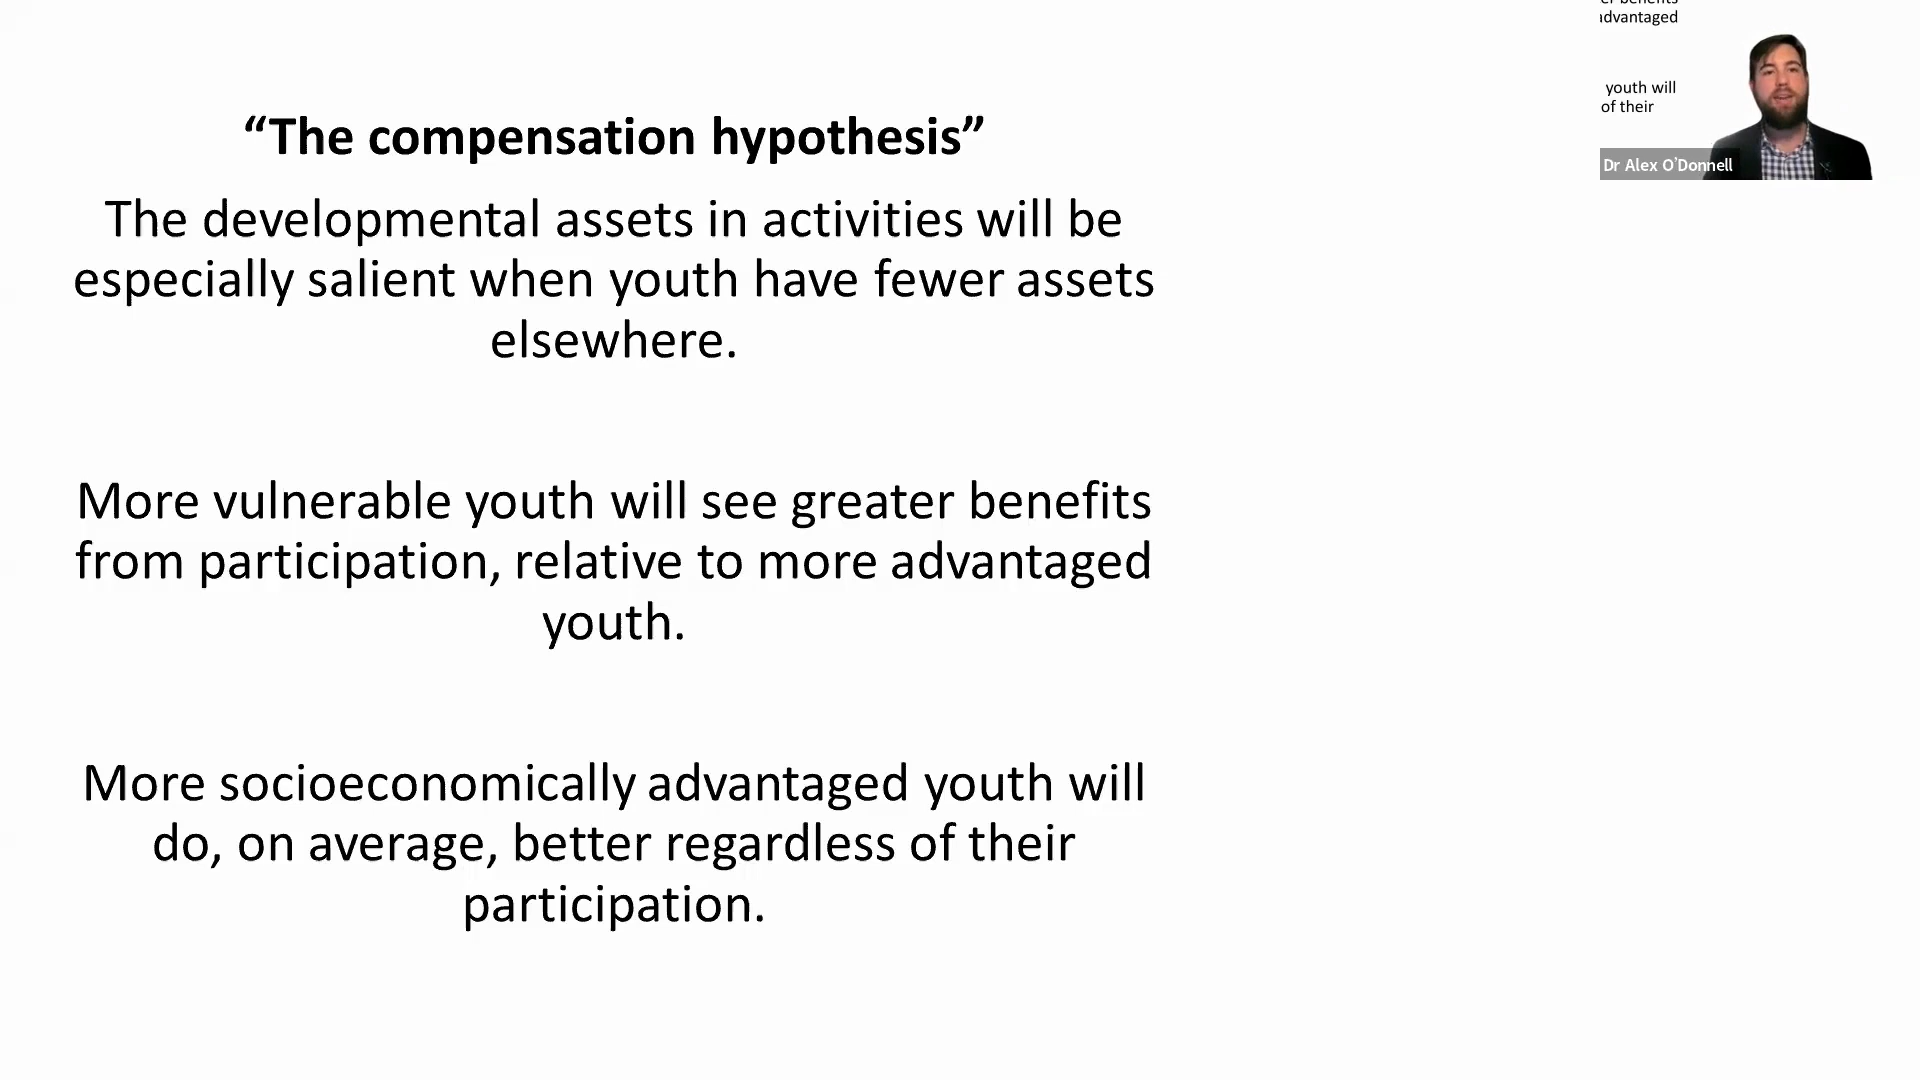 “The compensation hypothesis”
The developmental assets in activities will be
especially salient when youth have fewer assets
elsewhere.
More vulnerable youth will see greater benefits
from participation, relative to more advantaged
youth.
More socioeconomically advantaged youth will
do, on average, better regardless of their
participation.
benefits
advantaged
youth will
of their
Dr Alex O'Donnell